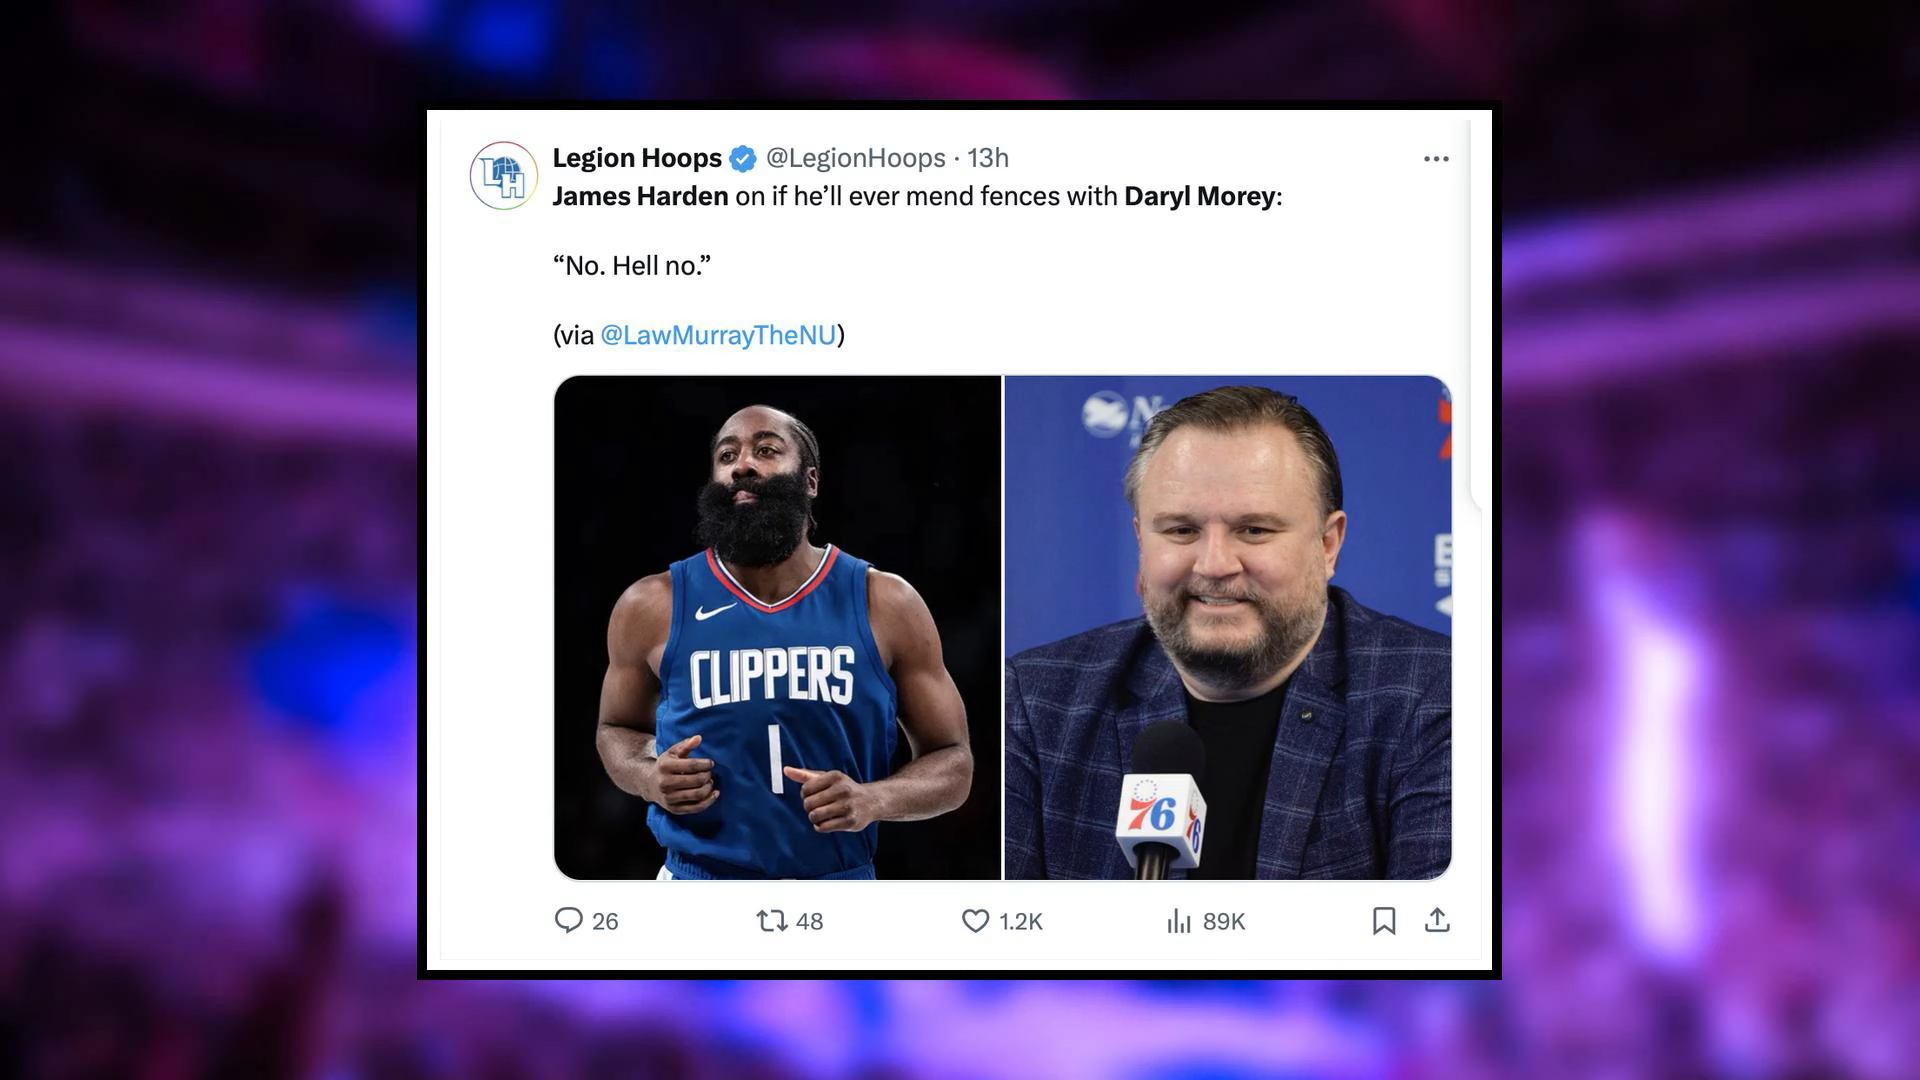 Legion Hoops @LegionHoops · 13h
James Harden on if he’ll ever mend fences with Daryl Morey:
“No. Hell no.”
(via @LawMurrayTheNU)
CLIPPERS
1
76
26
48
1.2K
89K